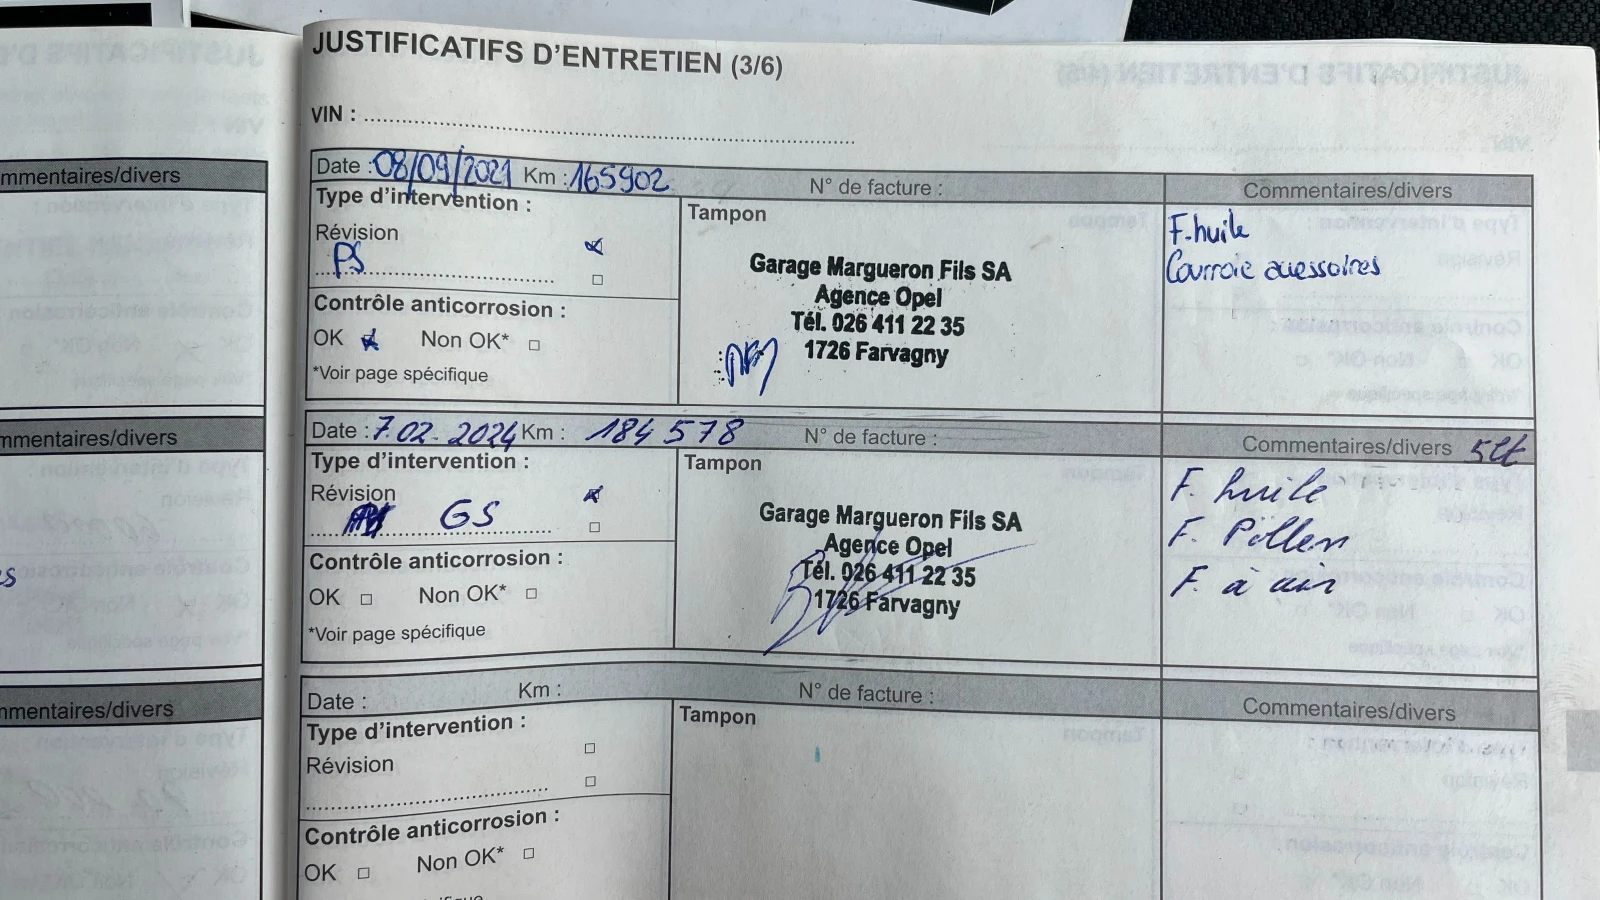 JUSTIFICATIFS D'ENTRETIEN (3/6)
VIN :
mmentaires/divers
Date : 08/09/2021 Km : 165902 N° de facture : Commentaires/divers
Type d'intervention :
Révision
PS
Contrôle anticorrosion :
OK Non OK*
*Voir page spécifique
Tampon
Garage Margueron Fils SA
Agence Opel
Tél. 026 411 22 35
1726 Farvagny
F.huile
Courroie accessoires
mmentaires/divers
Date : 7.02.2024 Km : 184 578 N° de facture : Commentaires/divers 5lt
Type d'intervention :
Révision
GS
Contrôle anticorrosion :
OK Non OK*
*Voir page spécifique
Tampon
Garage Margueron Fils SA
Agence Opel
Tél. 026 411 22 35
1726 Farvagny
F. huile
F. Pollen
F. à air
mmentaires/divers
Date : Km : N° de facture : Commentaires/divers
Type d'intervention :
Révision
Contrôle anticorrosion :
OK Non OK*
Tampon